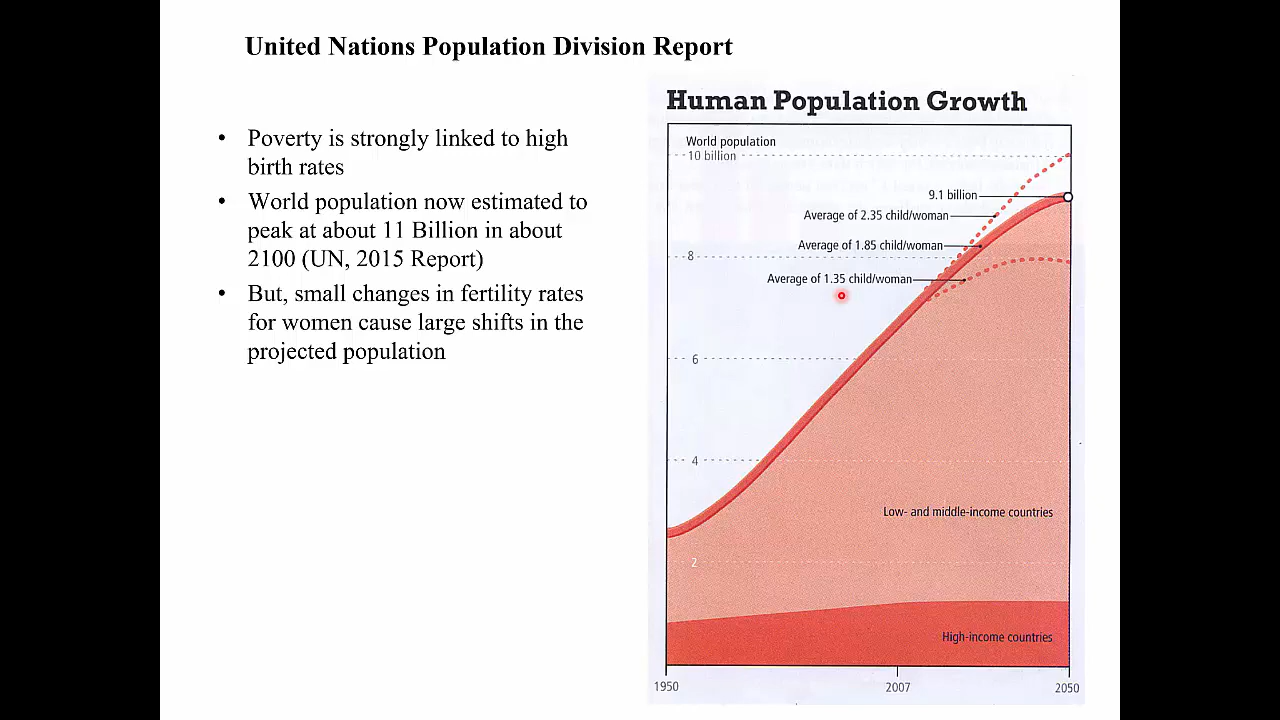 United Nations Population Division Report
• Poverty is strongly linked to high
birth rates
• World population now estimated to
peak at about 11 Billion in about
2100 (UN, 2015 Report)
• But, small changes in fertility rates
for women cause large shifts in the
projected population
Human Population Growth
World population
10 billion
9.1 billion
Average of 2.35 child/woman
Average of 1.85 child/woman
8
Average of 1.35 child/woman
6
4
Low- and middle-income countries
2
High-income countries
1950 2007 2050